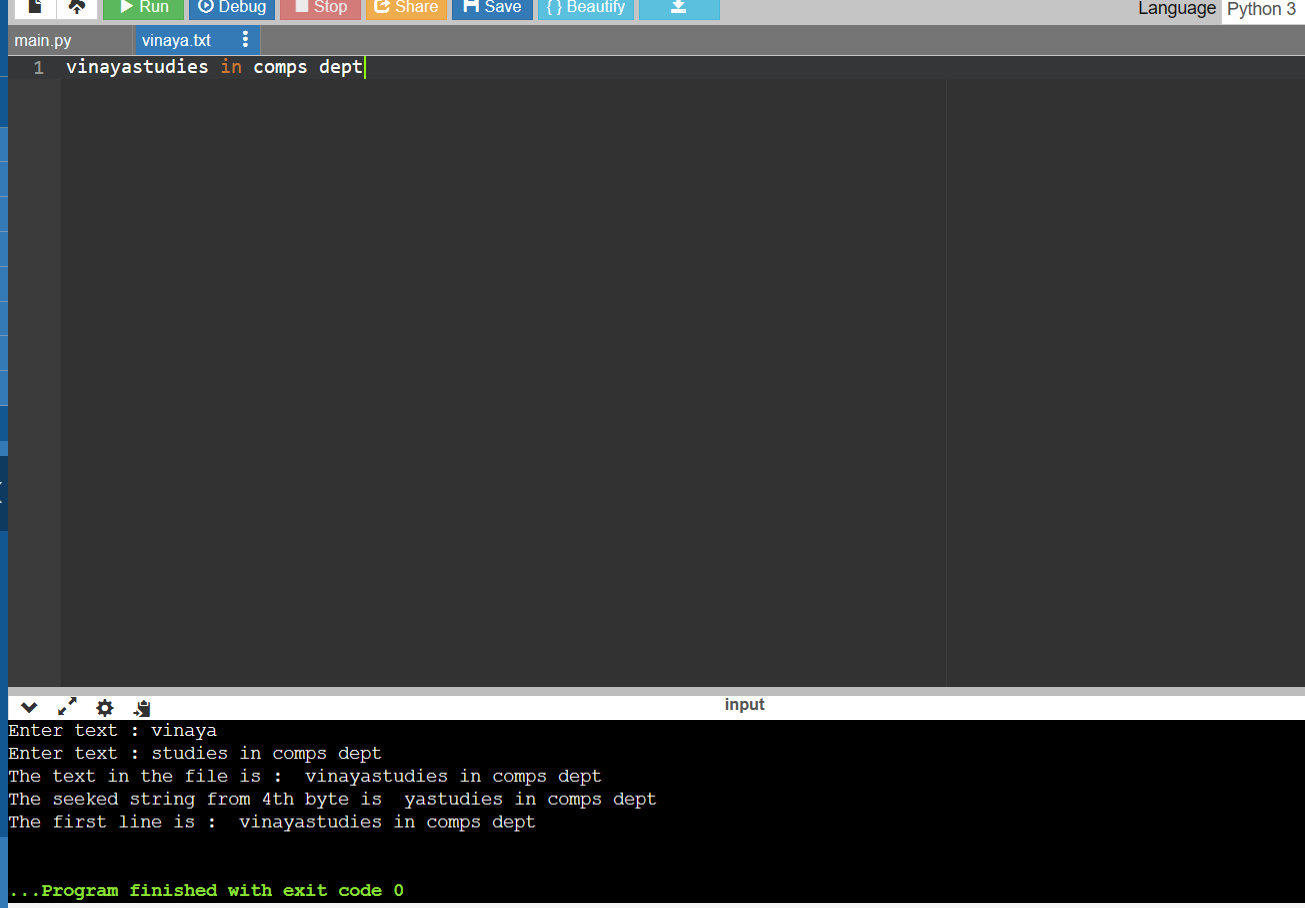 Run Debug Stop Share Save { } Beautify Language Python 3
main.py vinaya.txt
1 vinayastudies in comps dept
input
Enter text : vinaya
Enter text : studies in comps dept
The text in the file is :  vinayastudies in comps dept
The seeked string from 4th byte is  yastudies in comps dept
The first line is :  vinayastudies in comps dept
...Program finished with exit code 0